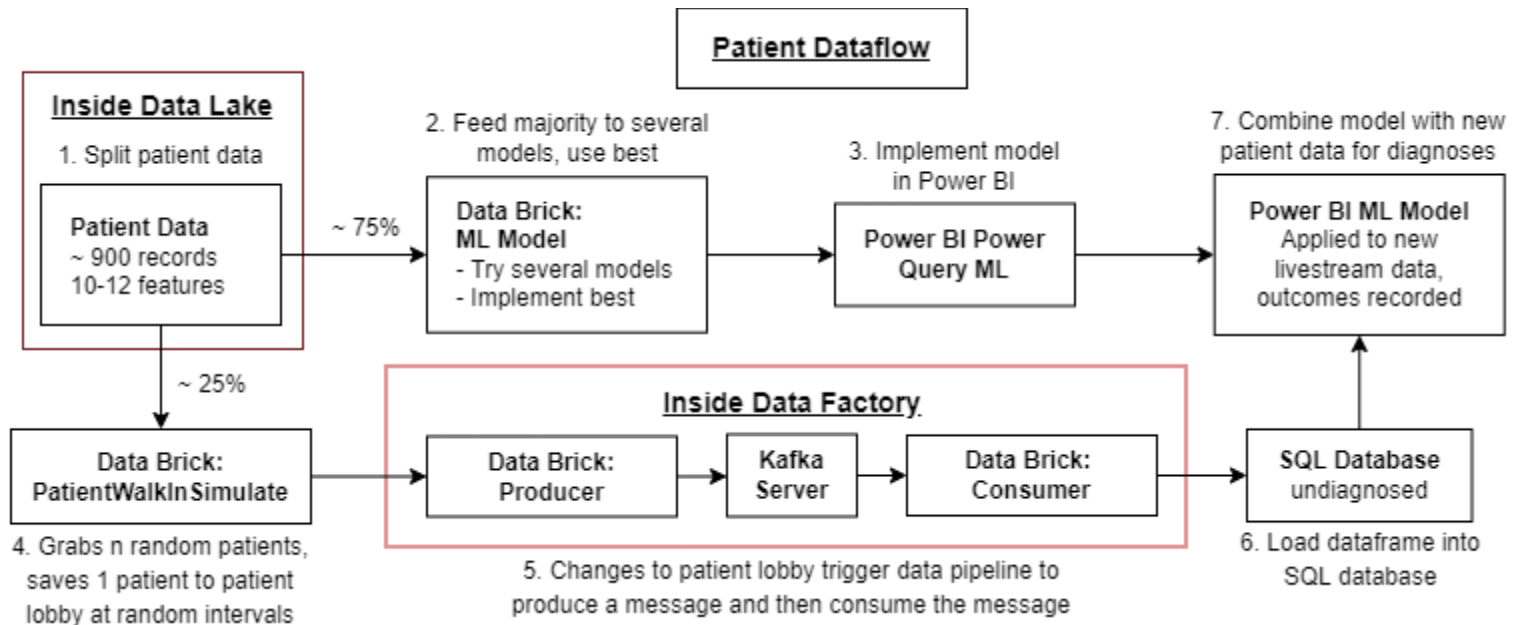 Patient Dataflow
Inside Data Lake
1. Split patient data
Patient Data
~ 900 records
10-12 features
~ 75%
2. Feed majority to several
models, use best
Data Brick:
ML Model
- Try several models
- Implement best
3. Implement model
in Power BI
Power BI Power
Query ML
7. Combine model with new
patient data for diagnoses
Power BI ML Model
Applied to new
livestream data,
outcomes recorded
~ 25%
Data Brick:
PatientWalkInSimulate
4. Grabs n random patients,
saves 1 patient to patient
lobby at random intervals
Inside Data Factory
Data Brick:
Producer
Kafka
Server
Data Brick:
Consumer
5. Changes to patient lobby trigger data pipeline to
produce a message and then consume the message
SQL Database
undiagnosed
6. Load dataframe into
SQL database